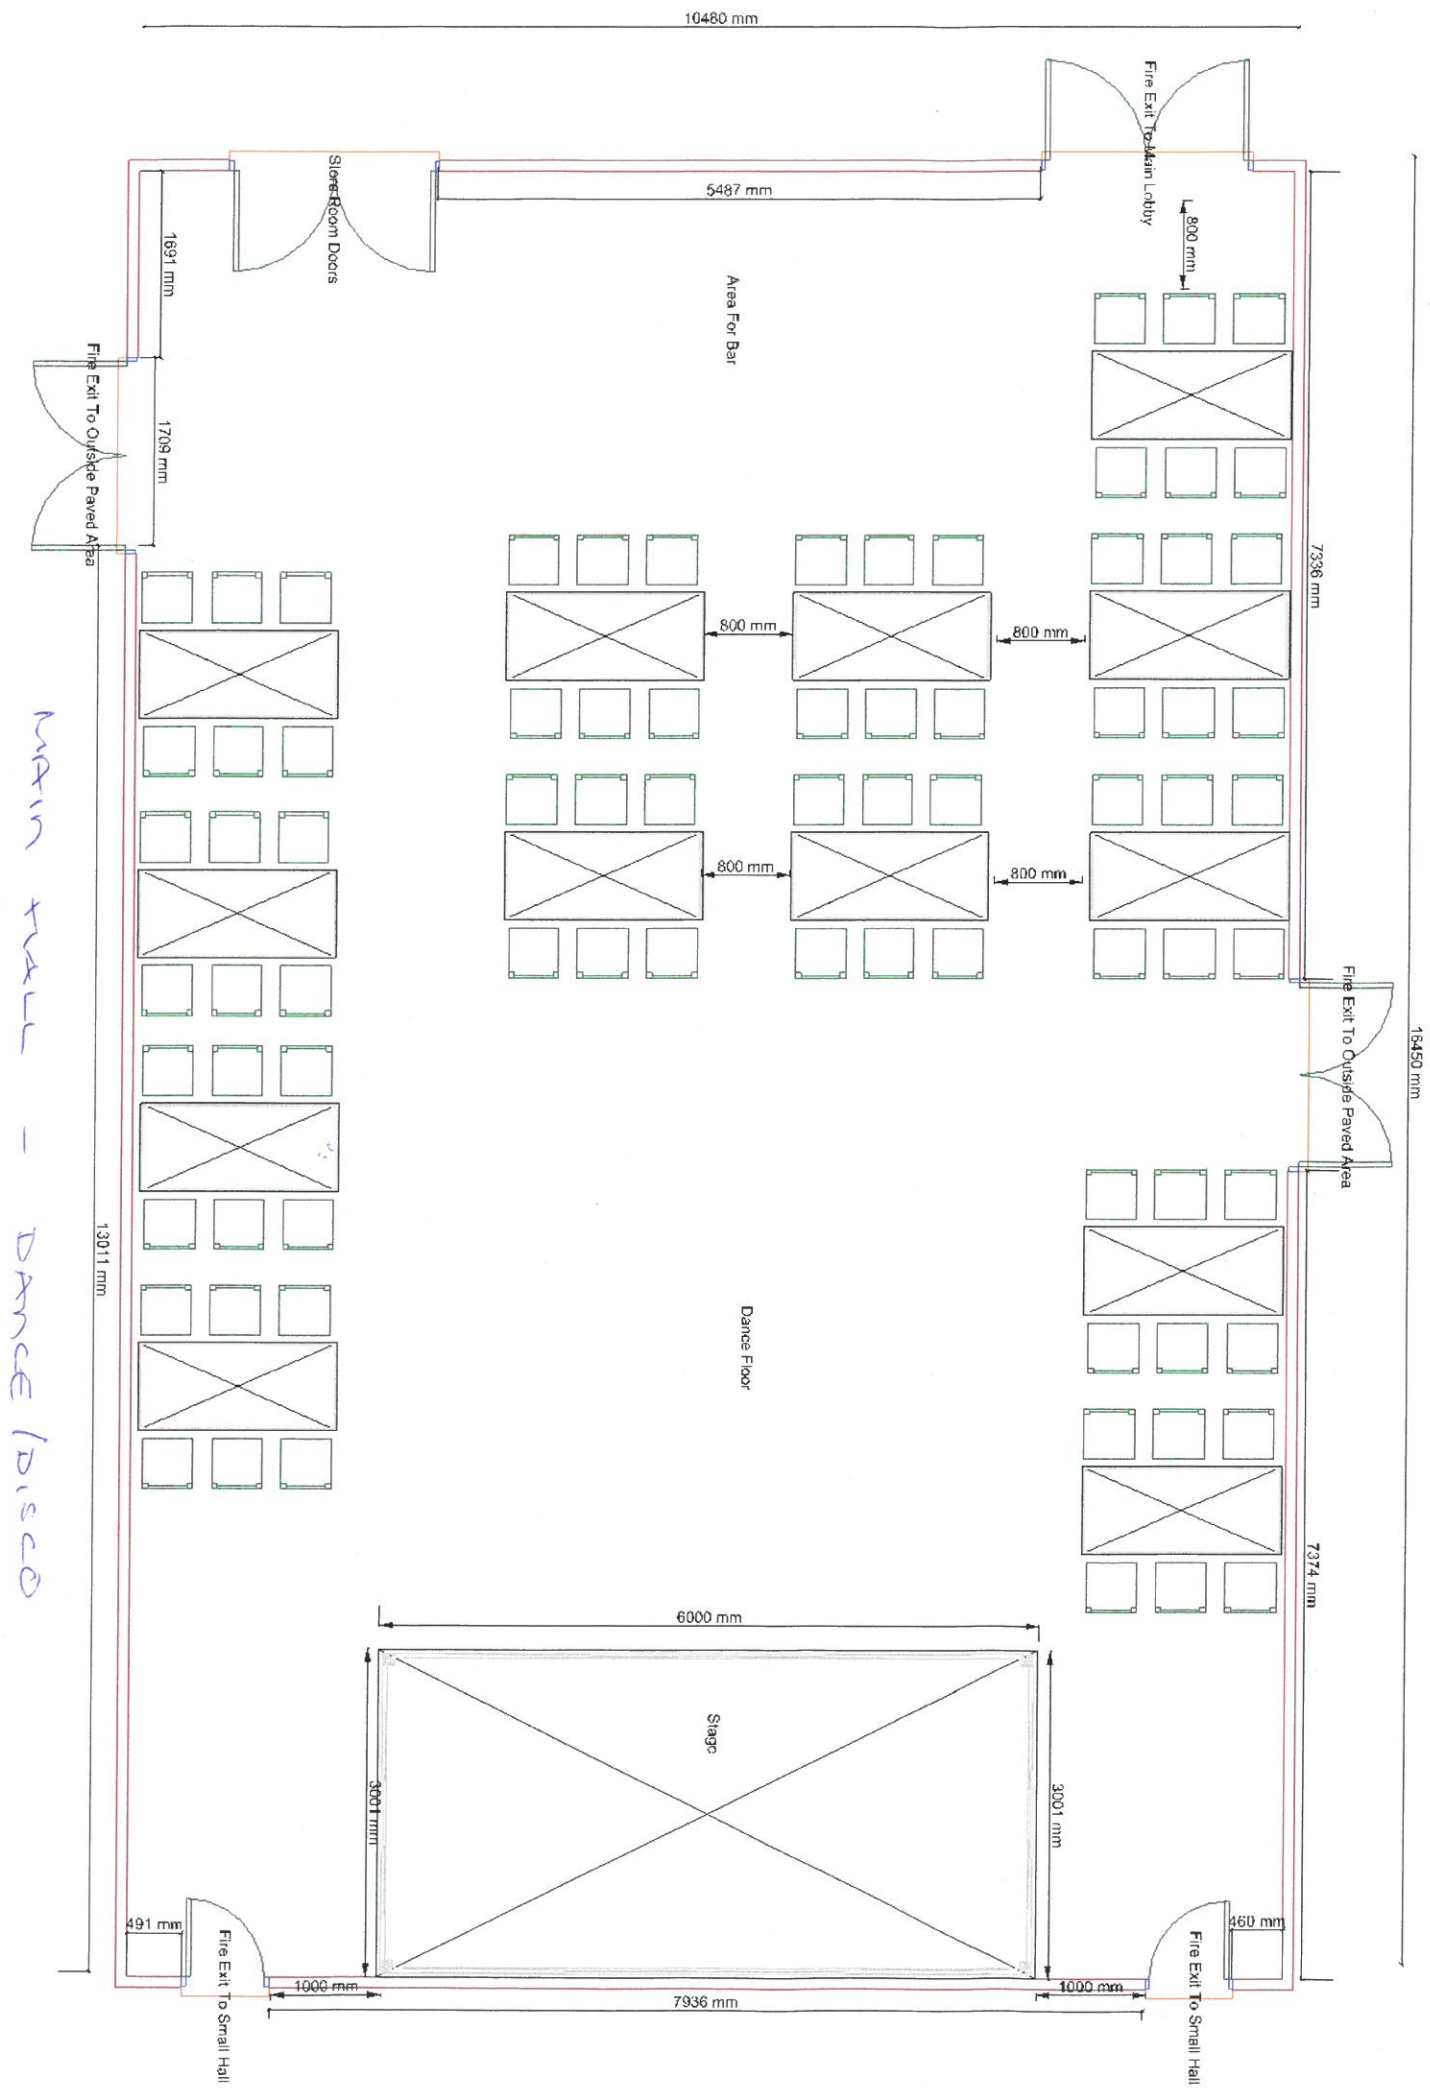 10480 mm
Fire Exit To Main Lobby
Store Room Doors
5487 mm
800 mm
1691 mm
Area For Bar
Fire Exit To Outside Paved Area
1709 mm
7336 mm
800 mm
800 mm
800 mm
800 mm
Fire Exit To Outside Paved Area
16450 mm
MAIN HALL - DANCE/DISCO
13011 mm
Dance Floor
7374 mm
6000 mm
Stage
3001 mm
3001 mm
491 mm
460 mm
Fire Exit To Small Hall
Fire Exit To Small Hall
1000 mm
1000 mm
7936 mm